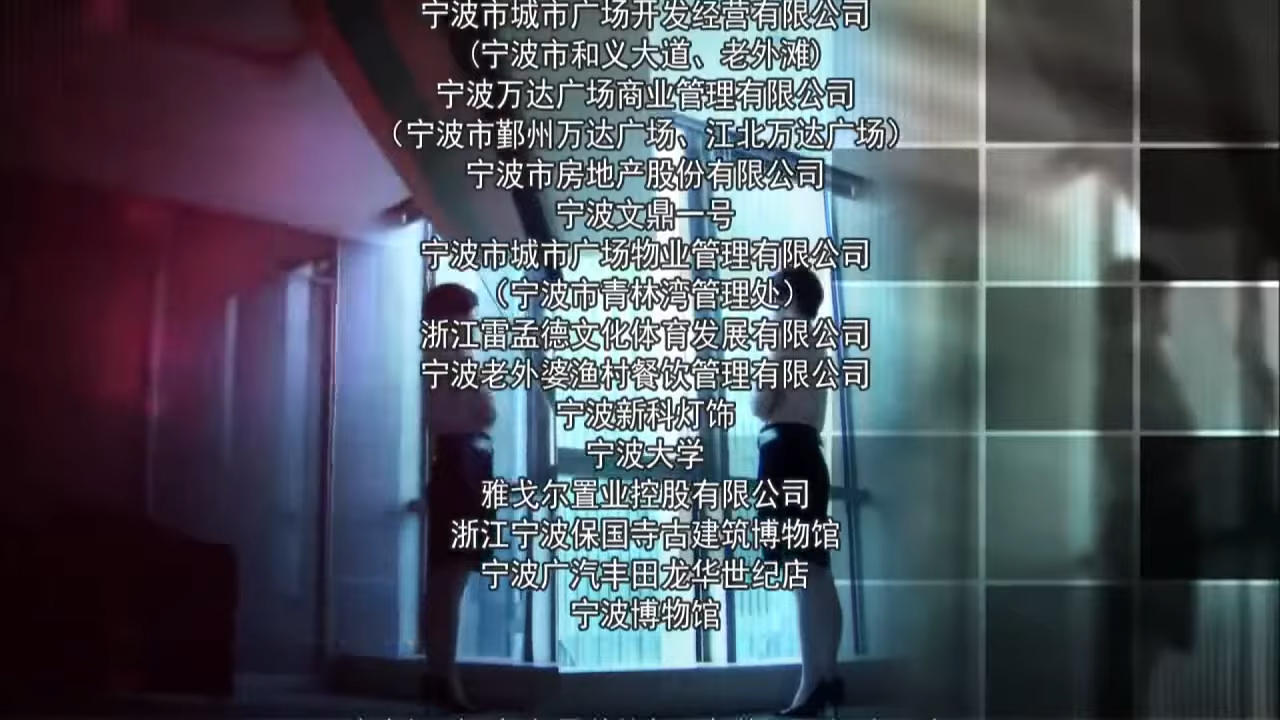 宁波市城市广场开发经营有限公司
（宁波市和义大道、老外滩）
宁波万达广场商业管理有限公司
（宁波市鄞州万达广场、江北万达广场）
宁波市房地产股份有限公司
宁波文鼎一号
宁波市城市广场物业管理有限公司
（宁波市青林湾管理处）
浙江雷孟德文化体育发展有限公司
宁波老外婆渔村餐饮管理有限公司
宁波新科灯饰
宁波大学
雅戈尔置业控股有限公司
浙江宁波保国寺古建筑博物馆
宁波广汽丰田龙华世纪店
宁波博物馆